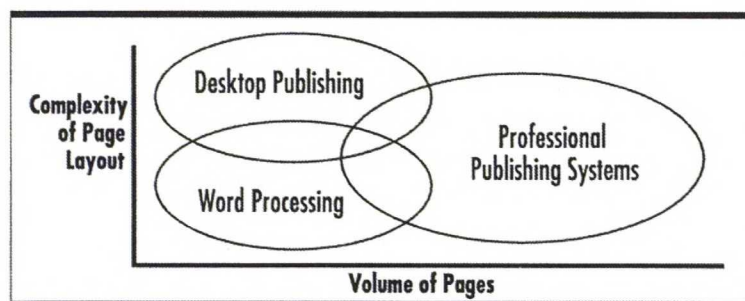 Complexity
of Page
Layout
Desktop Publishing
Word Processing
Professional
Publishing Systems
Volume of Pages